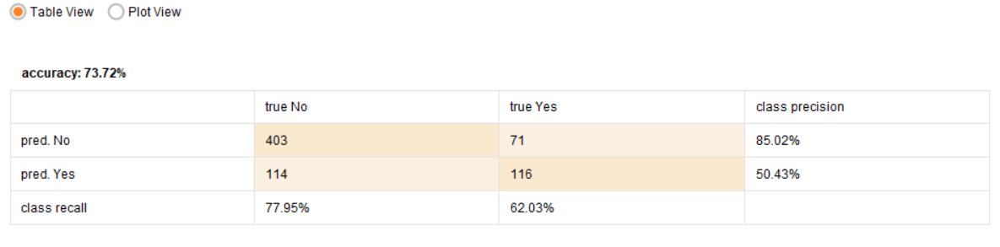 Table View Plot View
accuracy: 73.72%
true No true Yes class precision
pred. No 403 71 85.02%
pred. Yes 114 116 50.43%
class recall 77.95% 62.03%